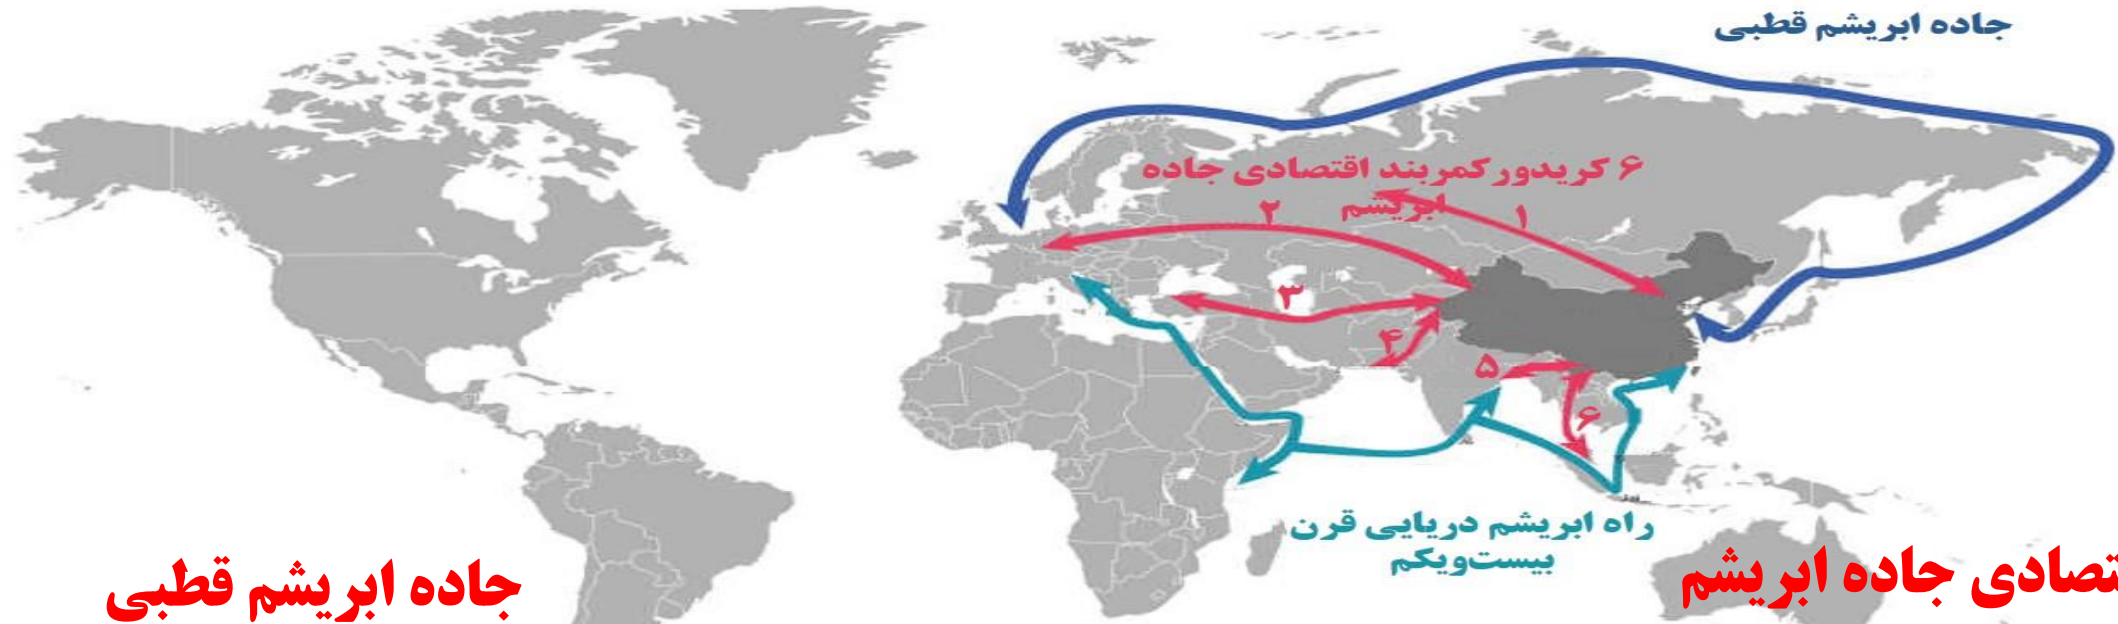 جاده ابریشم قطبی
۶ کریدور کمربند اقتصادی جاده
ابریشم
۱
۲
۳
۴
۵
۶
راه ابریشم دریایی قرن
بیست‌ویکم
تصادی جاده ابریشم
جاده ابریشم قطبی